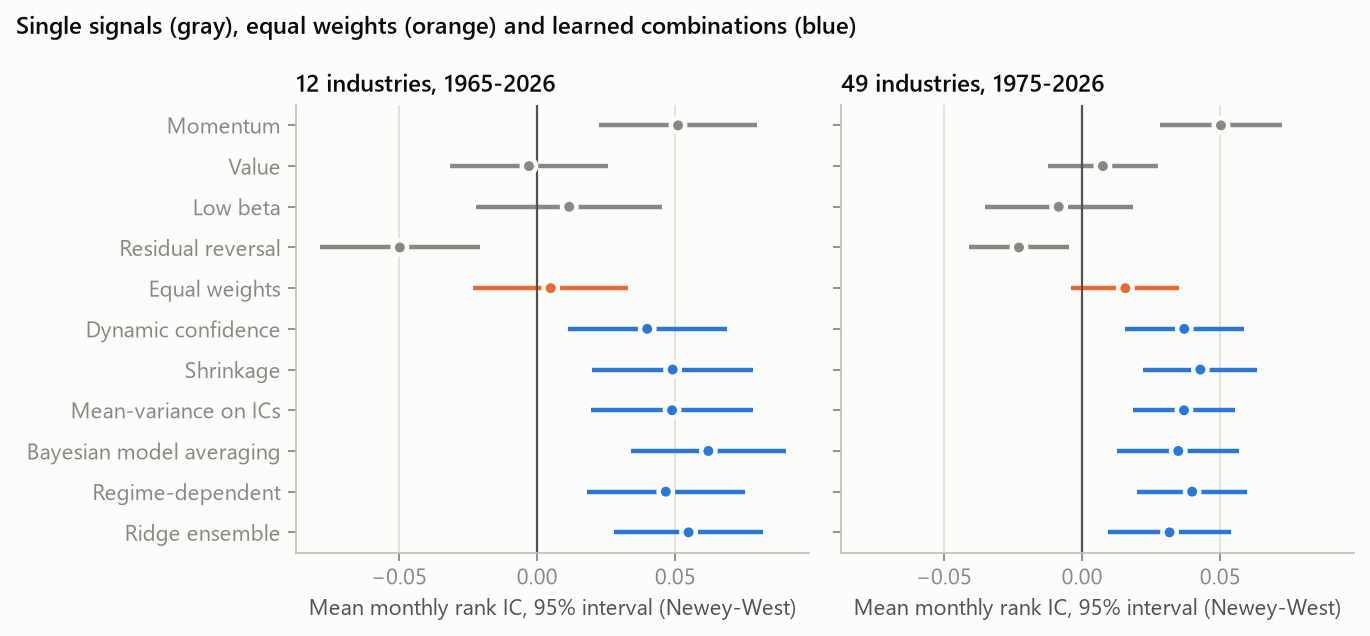 Single signals (gray), equal weights (orange) and learned combinations (blue)
12 industries, 1965-2026
49 industries, 1975-2026
Momentum
Value
Low beta
Residual reversal
Equal weights
Dynamic confidence
Shrinkage
Mean-variance on ICs
Bayesian model averaging
Regime-dependent
Ridge ensemble
−0.05 0.00 0.05
−0.05 0.00 0.05
Mean monthly rank IC, 95% interval (Newey-West)
Mean monthly rank IC, 95% interval (Newey-West)